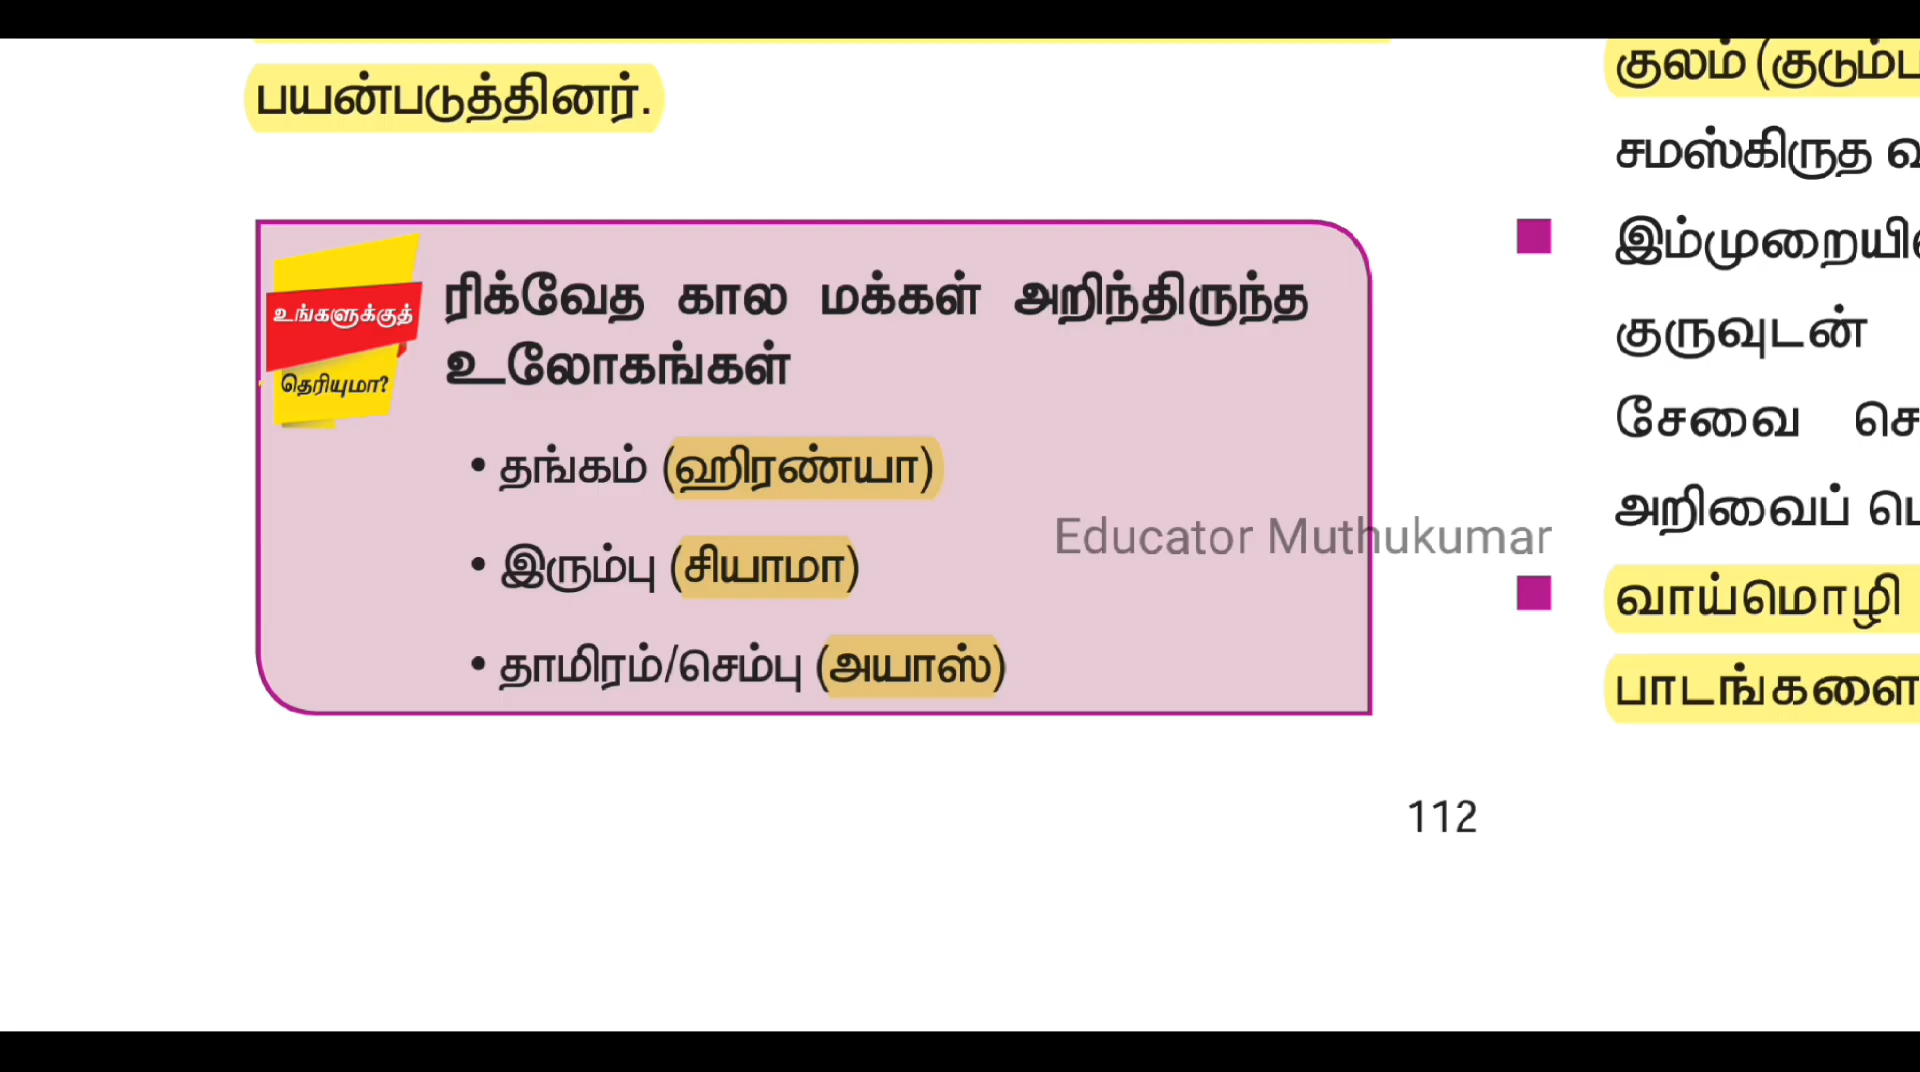 பயன்படுத்தினர்.
உங்களுக்குத்
தெரியுமா?
ரிக்வேத கால மக்கள் அறிந்திருந்த
உலோகங்கள்
• தங்கம் (ஹிரண்யா)
• இரும்பு (சியாமா)
• தாமிரம்/செம்பு (அயாஸ்)
112
குலம் (குடும்ப
சமஸ்கிருத
இம்முறையி
குருவுடன்
சேவை செ
அறிவைப் பெ
வாய்மொழி
பாடங்களை
Educator Muthukumar